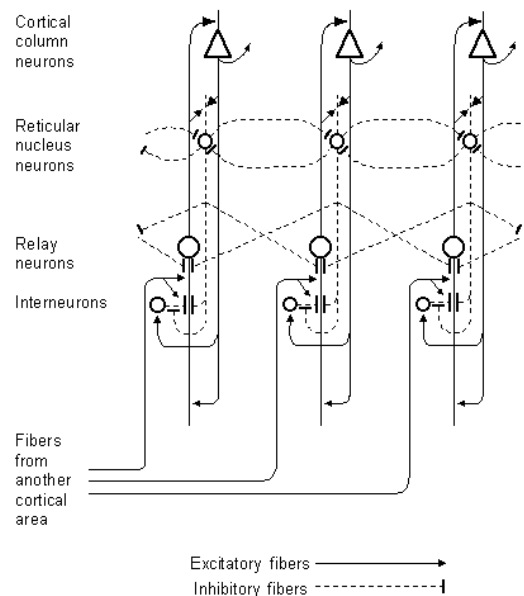 Cortical
column
neurons
Reticular
nucleus
neurons
Relay
neurons
Interneurons
Fibers
from
another
cortical
area
Excitatory fibers
Inhibitory fibers